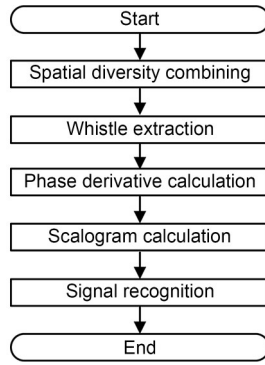 Start
Spatial diversity combining
Whistle extraction
Phase derivative calculation
Scalogram calculation
Signal recognition
End